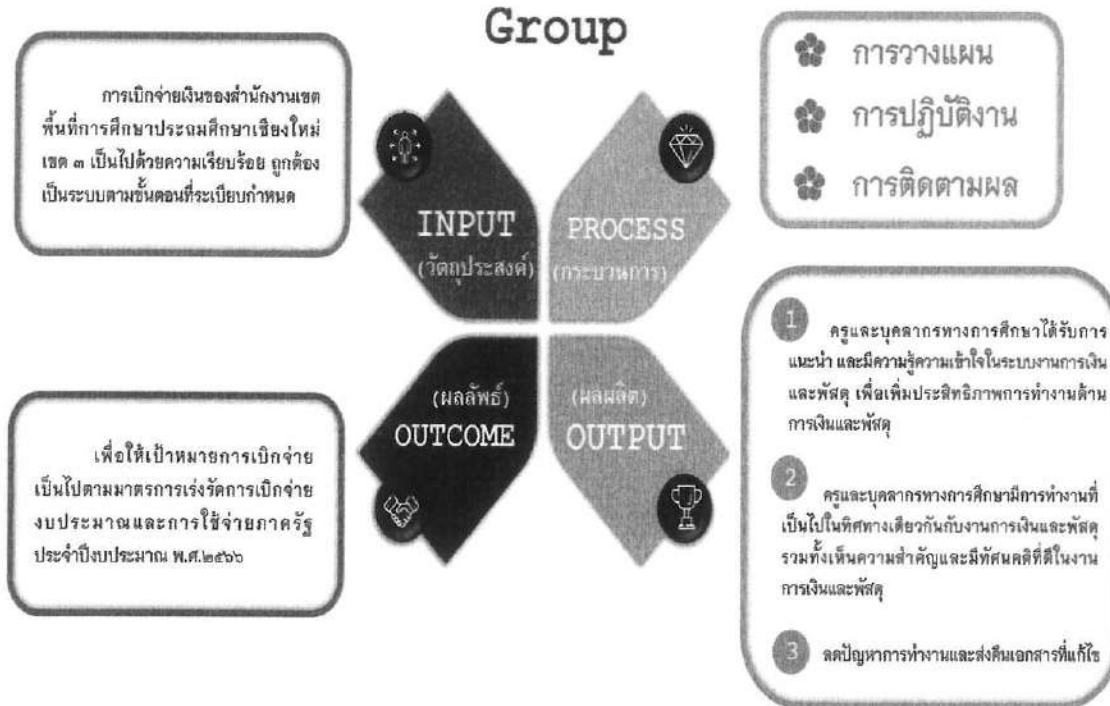 Group
การเบิกจ่ายเงินของสำนักงานเขต
พื้นที่การศึกษาประถมศึกษาเชียงใหม่
เขต ๓ เป็นไปด้วยความเรียบร้อย ถูกต้อง
เป็นระบบตามขั้นตอนที่ระเบียบกำหนด
INPUT
(วัตถุประสงค์)
PROCESS
(กระบวนการ)
การวางแผน
การปฏิบัติงาน
การติดตามผล
(ผลลัพธ์)
OUTCOME
(ผลผลิต)
OUTPUT
เพื่อให้เป้าหมายการเบิกจ่าย
เป็นไปตามมาตรการเร่งรัดการเบิกจ่าย
งบประมาณและการใช้จ่ายภาครัฐ
ประจำปีงบประมาณ พ.ศ.๒๕๖๖
1 ครูและบุคลากรทางการศึกษาได้รับการ
แนะนำ และมีความรู้ความเข้าใจในระบบงานการเงิน
และพัสดุ เพื่อเพิ่มประสิทธิภาพการทำงานด้าน
การเงินและพัสดุ
2 ครูและบุคลากรทางการศึกษามีการทำงานที่
เป็นไปในทิศทางเดียวกันกับงานการเงินและพัสดุ
รวมทั้งเห็นความสำคัญและมีทัศนคติที่ดีในงาน
การเงินและพัสดุ
3 ลดปัญหาการทำงานและส่งคืนเอกสารที่แก้ไข